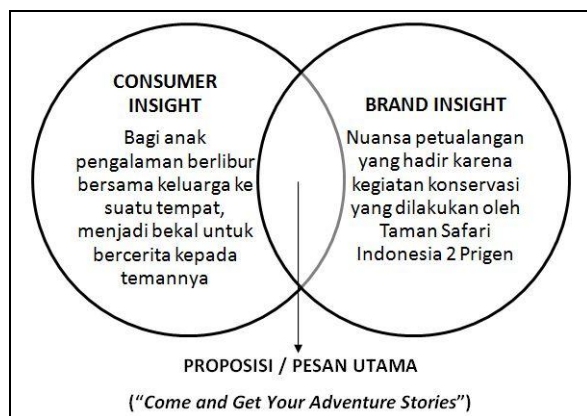 CONSUMER
INSIGHT
Bagi anak
pengalaman berlibur
bersama keluarga ke
suatu tempat,
menjadi bekal untuk
bercerita kepada
temannya
BRAND INSIGHT
Nuansa petualangan
yang hadir karena
kegiatan konservasi
yang dilakukan oleh
Taman Safari
Indonesia 2 Prigen
PROPOSISI / PESAN UTAMA
("Come and Get Your Adventure Stories")